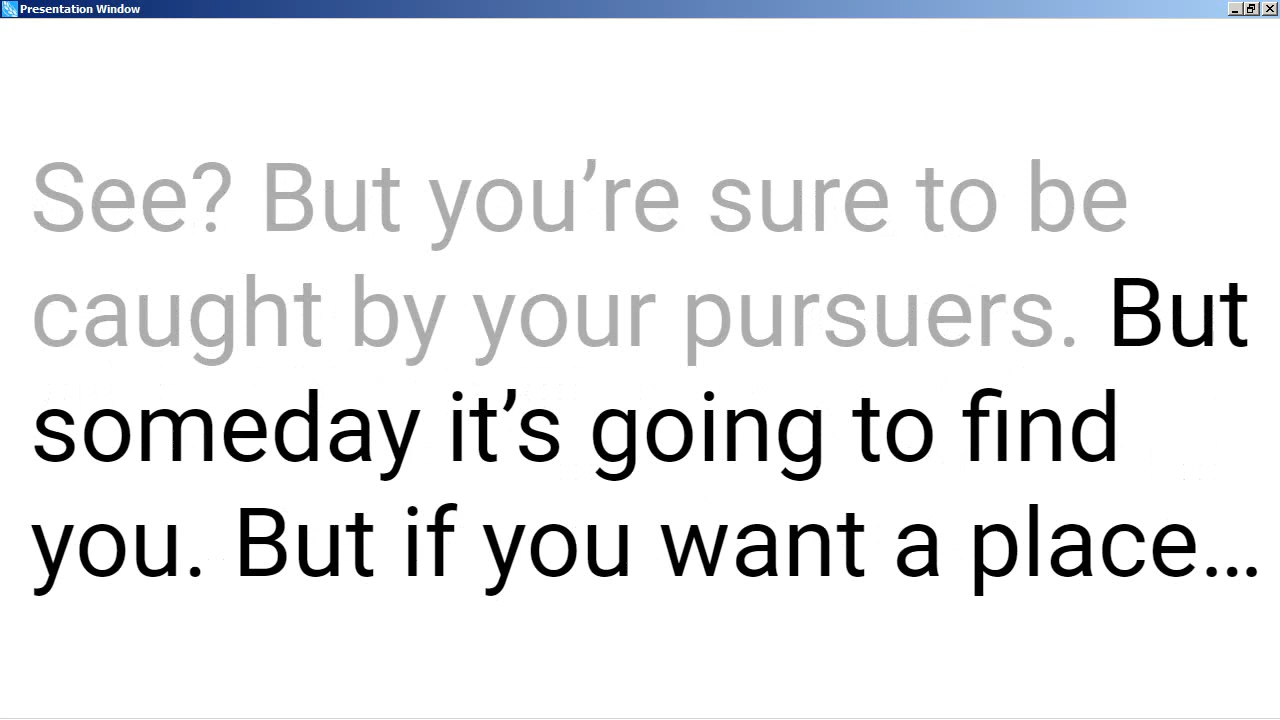 Presentation Window
See? But you’re sure to be
caught by your pursuers. But
someday it’s going to find
you. But if you want a place…